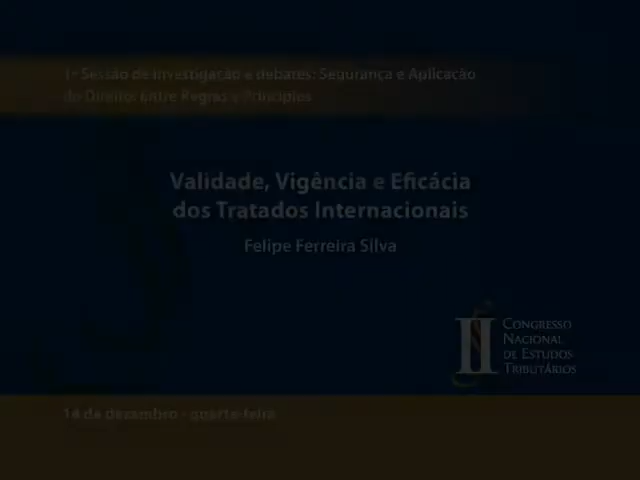 1ª Sessão de investigação e debates: Segurança e Aplicação
do Direito: entre Regras e Princípios
Validade, Vigência e Eficácia
dos Tratados Internacionais
Felipe Ferreira Silva
II CONGRESSO
NACIONAL
DE ESTUDOS
TRIBUTÁRIOS
14 de dezembro - quarta-feira